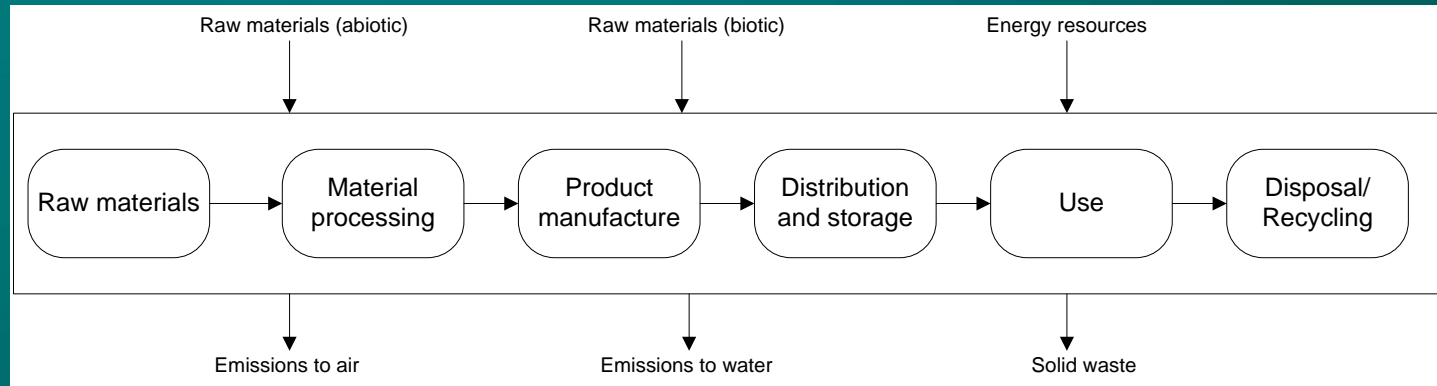 Raw materials (abiotic)
Raw materials (biotic)
Energy resources
Raw materials
Material
processing
Product
manufacture
Distribution
and storage
Use
Disposal/
Recycling
Emissions to air
Emissions to water
Solid waste